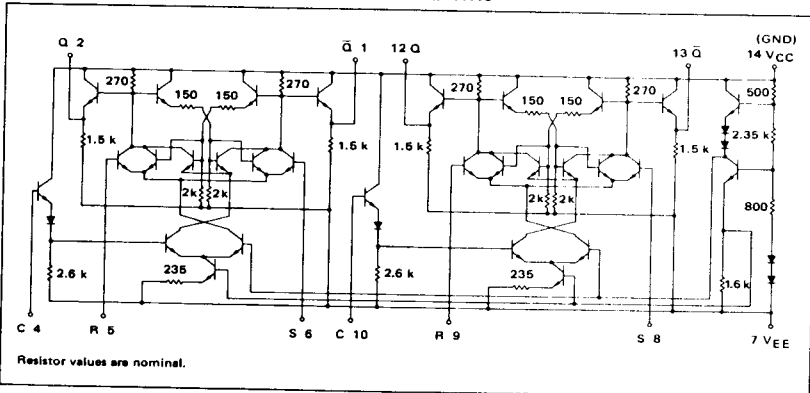 Q 2
Q̅ 1
12 Q
13 Q̅
(GND)
14 VCC
270
150
150
270
270
150
150
270
500
2.35 k
1.5 k
1.5 k
1.5 k
1.5 k
2k
2k
2k
2k
800
2.6 k
235
2.6 k
235
1.6 k
C 4
R 5
S 6
C 10
R 9
S 8
7 VEE
Resistor values are nominal.